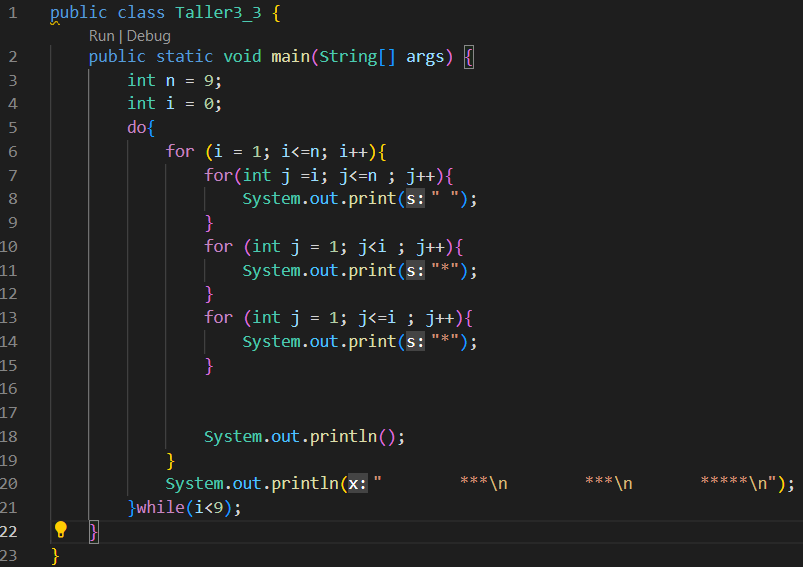 1 public class Taller3_3 {
Run | Debug
2 public static void main(String[] args) {
3 int n = 9;
4 int i = 0;
5 do{
6 for (i = 1; i<=n; i++){
7 for(int j =i; j<=n ; j++){
8 System.out.print(s:" ");
9 }
10 for (int j = 1; j<i ; j++){
11 System.out.print(s:"*");
12 }
13 for (int j = 1; j<=i ; j++){
14 System.out.print(s:"*");
15 }
16
17
18 System.out.println();
19 }
20 System.out.println(x:"        ***\n        ***\n       *****\n");
21 }while(i<9);
22 }
23 }